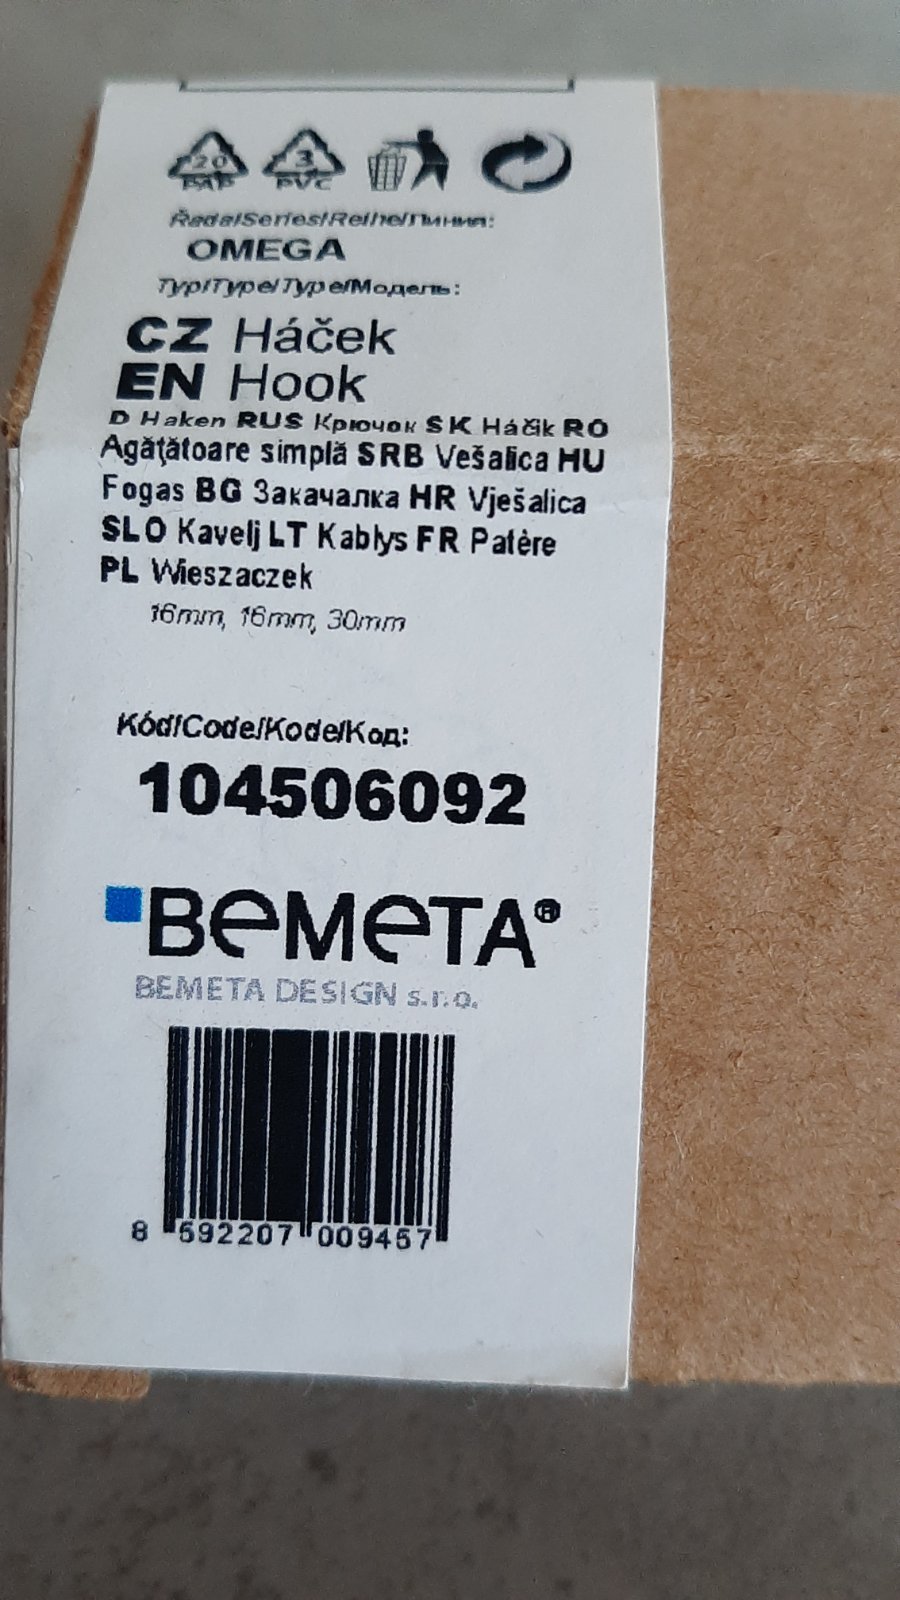 20 3
PAP PVC
Řada/Series/Reihe/Линия:
OMEGA
Typ/Type/Type/Модель:
CZ Háček
EN Hook
D Haken RUS Крючок SK Háčik RO
Agăţătoare simplă SRB Vešalica HU
Fogas BG Закачалка HR Vješalica
SLO Kavelj LT Kablys FR Patère
PL Wieszaczek
16mm, 16mm, 30mm
Kód/Code/Kode/Код:
104506092
BEMETA®
BEMETA DESIGN s.r.o.
8 592207 009457